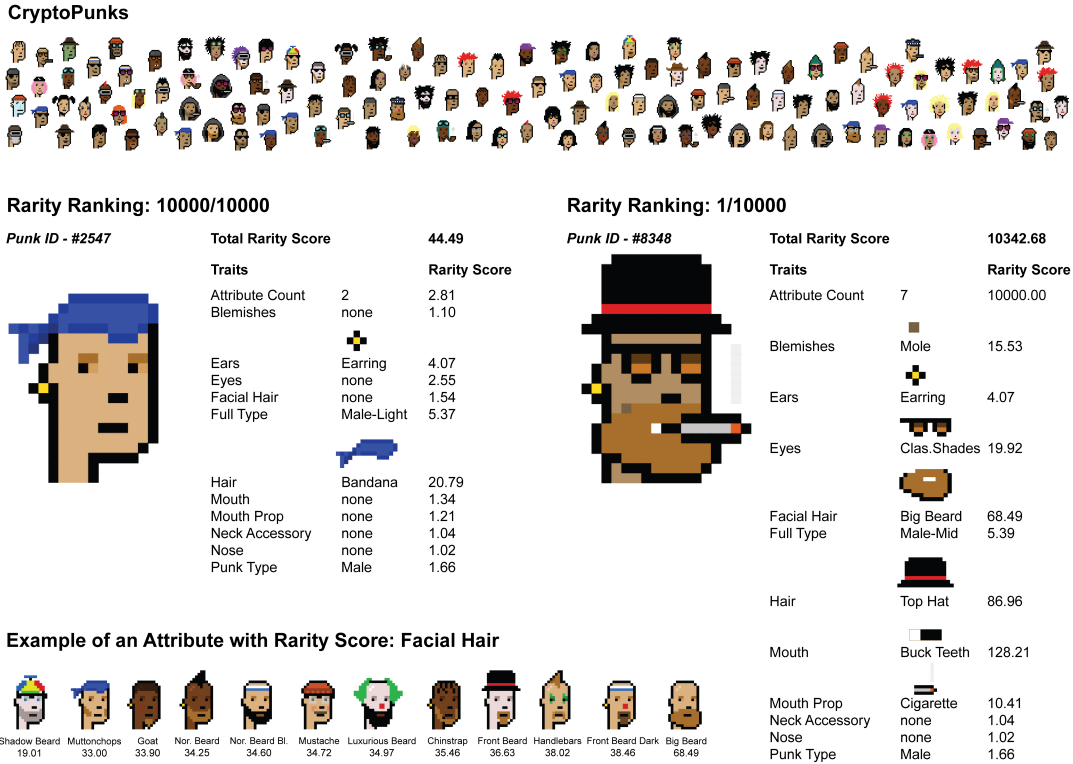 CryptoPunks
Rarity Ranking: 10000/10000
Punk ID - #2547
Total Rarity Score 44.49
Traits Rarity Score
Attribute Count 2 2.81
Blemishes none 1.10
Ears Earring 4.07
Eyes none 2.55
Facial Hair none 1.54
Full Type Male-Light 5.37
Hair Bandana 20.79
Mouth none 1.34
Mouth Prop none 1.21
Neck Accessory none 1.04
Nose none 1.02
Punk Type Male 1.66
Rarity Ranking: 1/10000
Punk ID - #8348
Total Rarity Score 10342.68
Traits Rarity Score
Attribute Count 7 10000.00
Blemishes Mole 15.53
Ears Earring 4.07
Eyes Clas.Shades 19.92
Facial Hair Big Beard 68.49
Full Type Male-Mid 5.39
Hair Top Hat 86.96
Mouth Buck Teeth 128.21
Mouth Prop Cigarette 10.41
Neck Accessory none 1.04
Nose none 1.02
Punk Type Male 1.66
Example of an Attribute with Rarity Score: Facial Hair
Shadow Beard Muttonchops Goat Nor. Beard Nor. Beard Bl. Mustache Luxurious Beard Chinstrap Front Beard Handlebars Front Beard Dark Big Beard
19.01 33.00 33.90 34.25 34.60 34.72 34.97 35.46 36.63 38.02 38.46 68.49